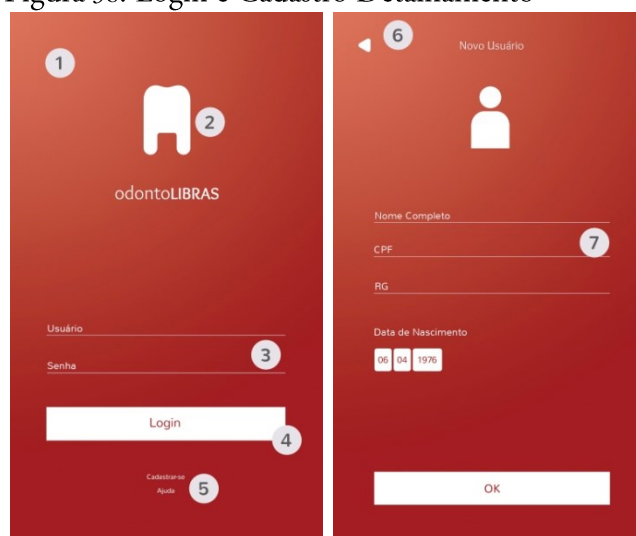 Figura 38: Login e Cadastro Detalhamento
1
2
odontoLIBRAS
Usuário
Senha
3
Login
4
Cadastrar-se
Ajuda
5
6
Novo Usuário
Nome Completo
CPF
7
RG
Data de Nascimento
06 04 1976
OK